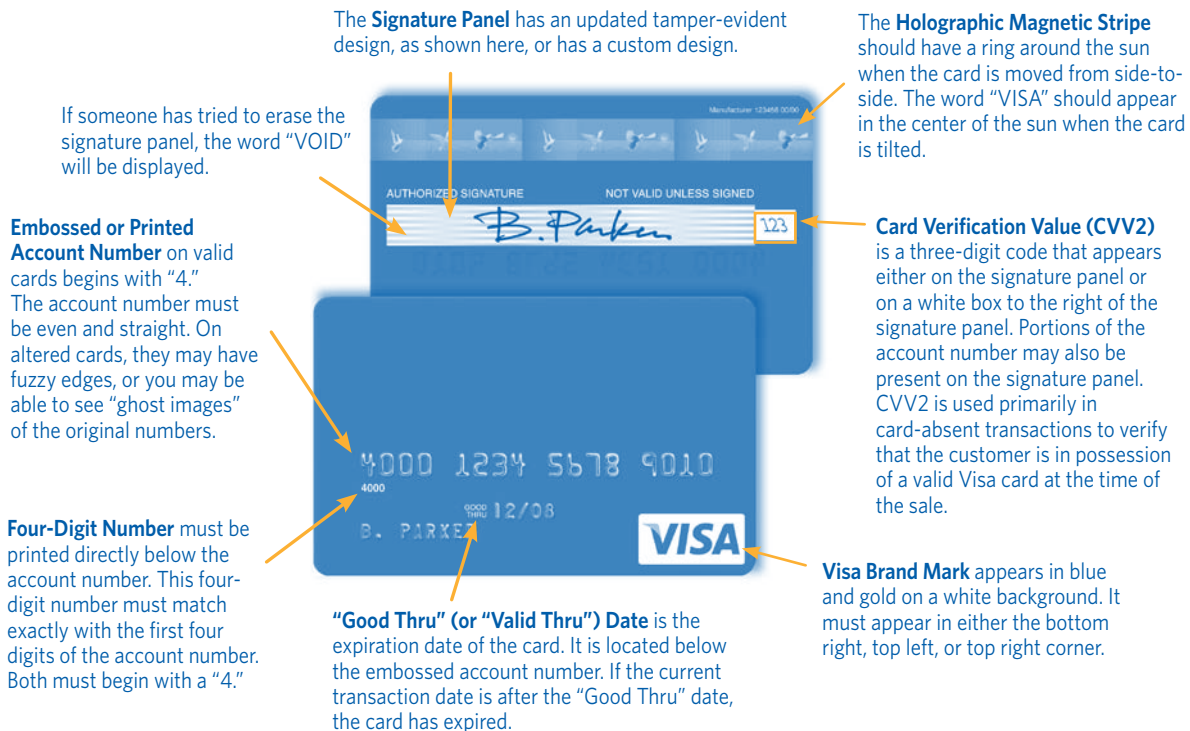 The Signature Panel has an updated tamper-evident
design, as shown here, or has a custom design.
The Holographic Magnetic Stripe
should have a ring around the sun
when the card is moved from side-to-
side. The word “VISA” should appear
in the center of the sun when the card
is tilted.
If someone has tried to erase the
signature panel, the word “VOID”
will be displayed.
Manufacturer 123456 00/00
AUTHORIZED SIGNATURE NOT VALID UNLESS SIGNED
B. Parker
123
Embossed or Printed
Account Number on valid
cards begins with “4.”
The account number must
be even and straight. On
altered cards, they may have
fuzzy edges, or you may be
able to see “ghost images”
of the original numbers.
Card Verification Value (CVV2)
is a three-digit code that appears
either on the signature panel or
on a white box to the right of the
signature panel. Portions of the
account number may also be
present on the signature panel.
CVV2 is used primarily in
card-absent transactions to verify
that the customer is in possession
of a valid Visa card at the time of
the sale.
4000 1234 5678 9010
4000
GOOD
THRU 12/08
B. PARKER
VISA
Four-Digit Number must be
printed directly below the
account number. This four-
digit number must match
exactly with the first four
digits of the account number.
Both must begin with a “4.”
“Good Thru” (or “Valid Thru”) Date is the
expiration date of the card. It is located below
the embossed account number. If the current
transaction date is after the “Good Thru” date,
the card has expired.
Visa Brand Mark appears in blue
and gold on a white background. It
must appear in either the bottom
right, top left, or top right corner.